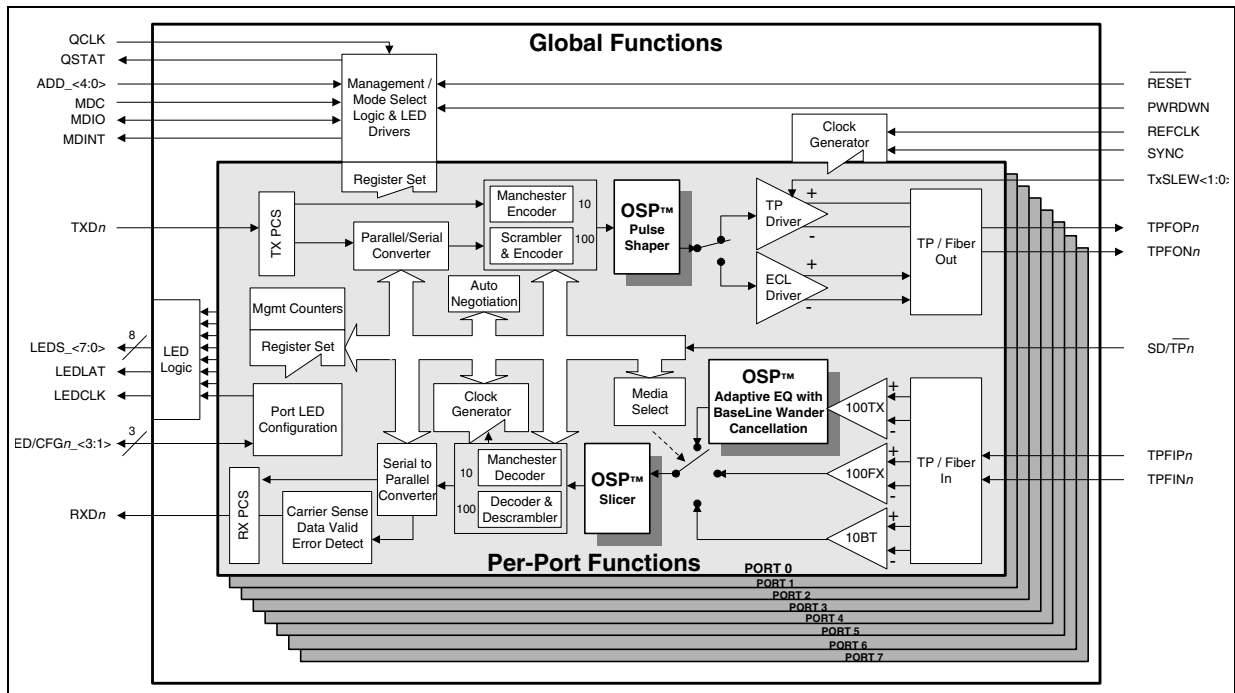 Global Functions
QCLK
QSTAT
ADD_<4:0>
MDC
MDIO
MDINT
Management /
Mode Select
Logic & LED
Drivers
Register Set
Clock
Generator
RESET
PWRDWN
REFCLK
SYNC
TxSLEW<1:0>
TXDn
TX PCS
Parallel/Serial
Converter
Manchester
Encoder
10
Scrambler
& Encoder
100
OSP™
Pulse
Shaper
TP
Driver
+
-
ECL
Driver
+
-
TP / Fiber
Out
TPFOPn
TPFONn
Auto
Negotiation
Mgmt Counters
Register Set
LED
Logic
8
LEDS_<7:0>
LEDLAT
LEDCLK
SD/TPn
Port LED
Configuration
3
ED/CFGn_<3:1>
Clock
Generator
Media
Select
OSP™
Adaptive EQ with
BaseLine Wander
Cancellation
100TX
+
-
100FX
+
-
10BT
+
-
TP / Fiber
In
TPFIPn
TPFINn
RX PCS
RXDn
Carrier Sense
Data Valid
Error Detect
Serial to
Parallel
Converter
10
Manchester
Decoder
100
Decoder &
Descrambler
OSP™
Slicer
Per-Port Functions
PORT 0
PORT 1
PORT 2
PORT 3
PORT 4
PORT 5
PORT 6
PORT 7